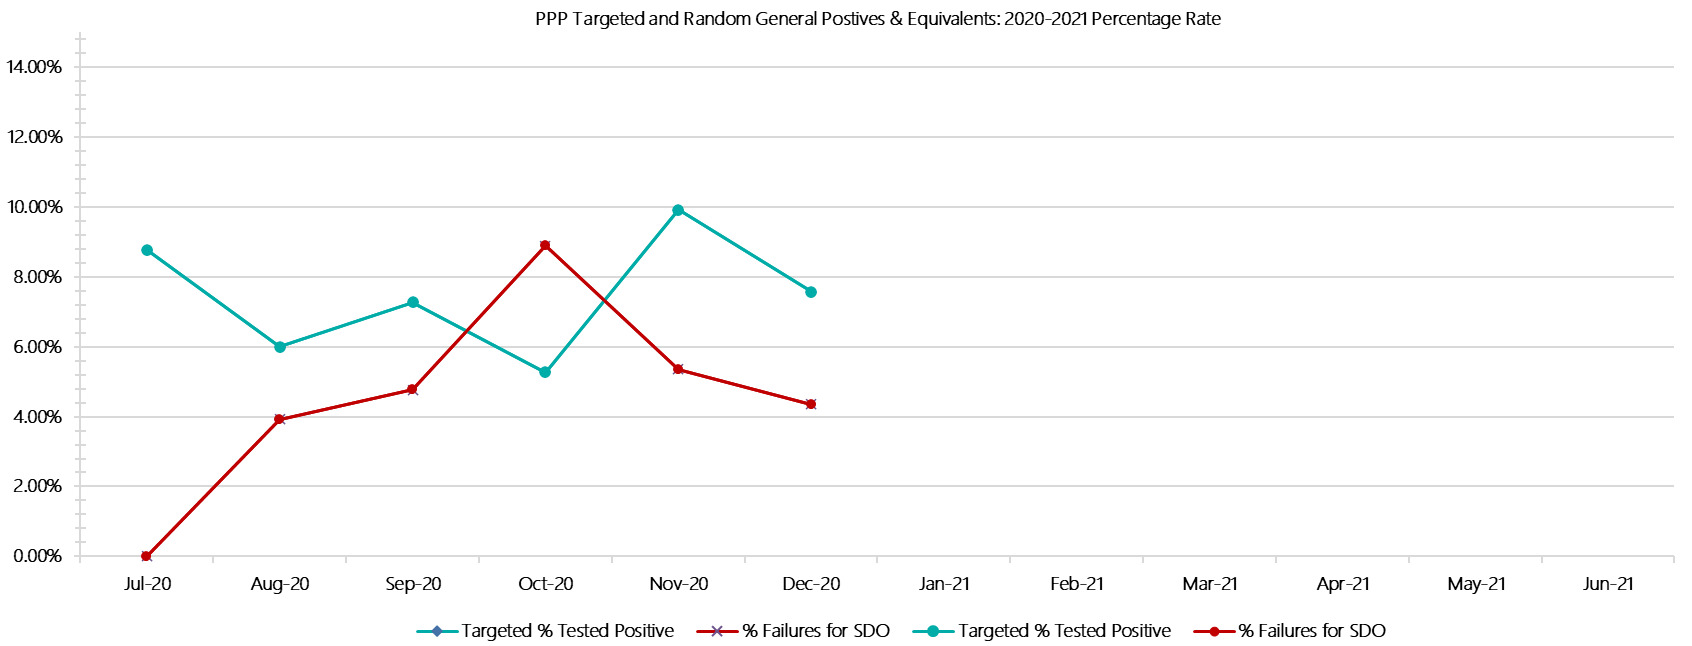 PPP Targeted and Random General Postives & Equivalents: 2020-2021 Percentage Rate
14.00%
12.00%
10.00%
8.00%
6.00%
4.00%
2.00%
0.00%
Jul-20 Aug-20 Sep-20 Oct-20 Nov-20 Dec-20 Jan-21 Feb-21 Mar-21 Apr-21 May-21 Jun-21
Targeted % Tested Positive % Failures for SDO Targeted % Tested Positive % Failures for SDO